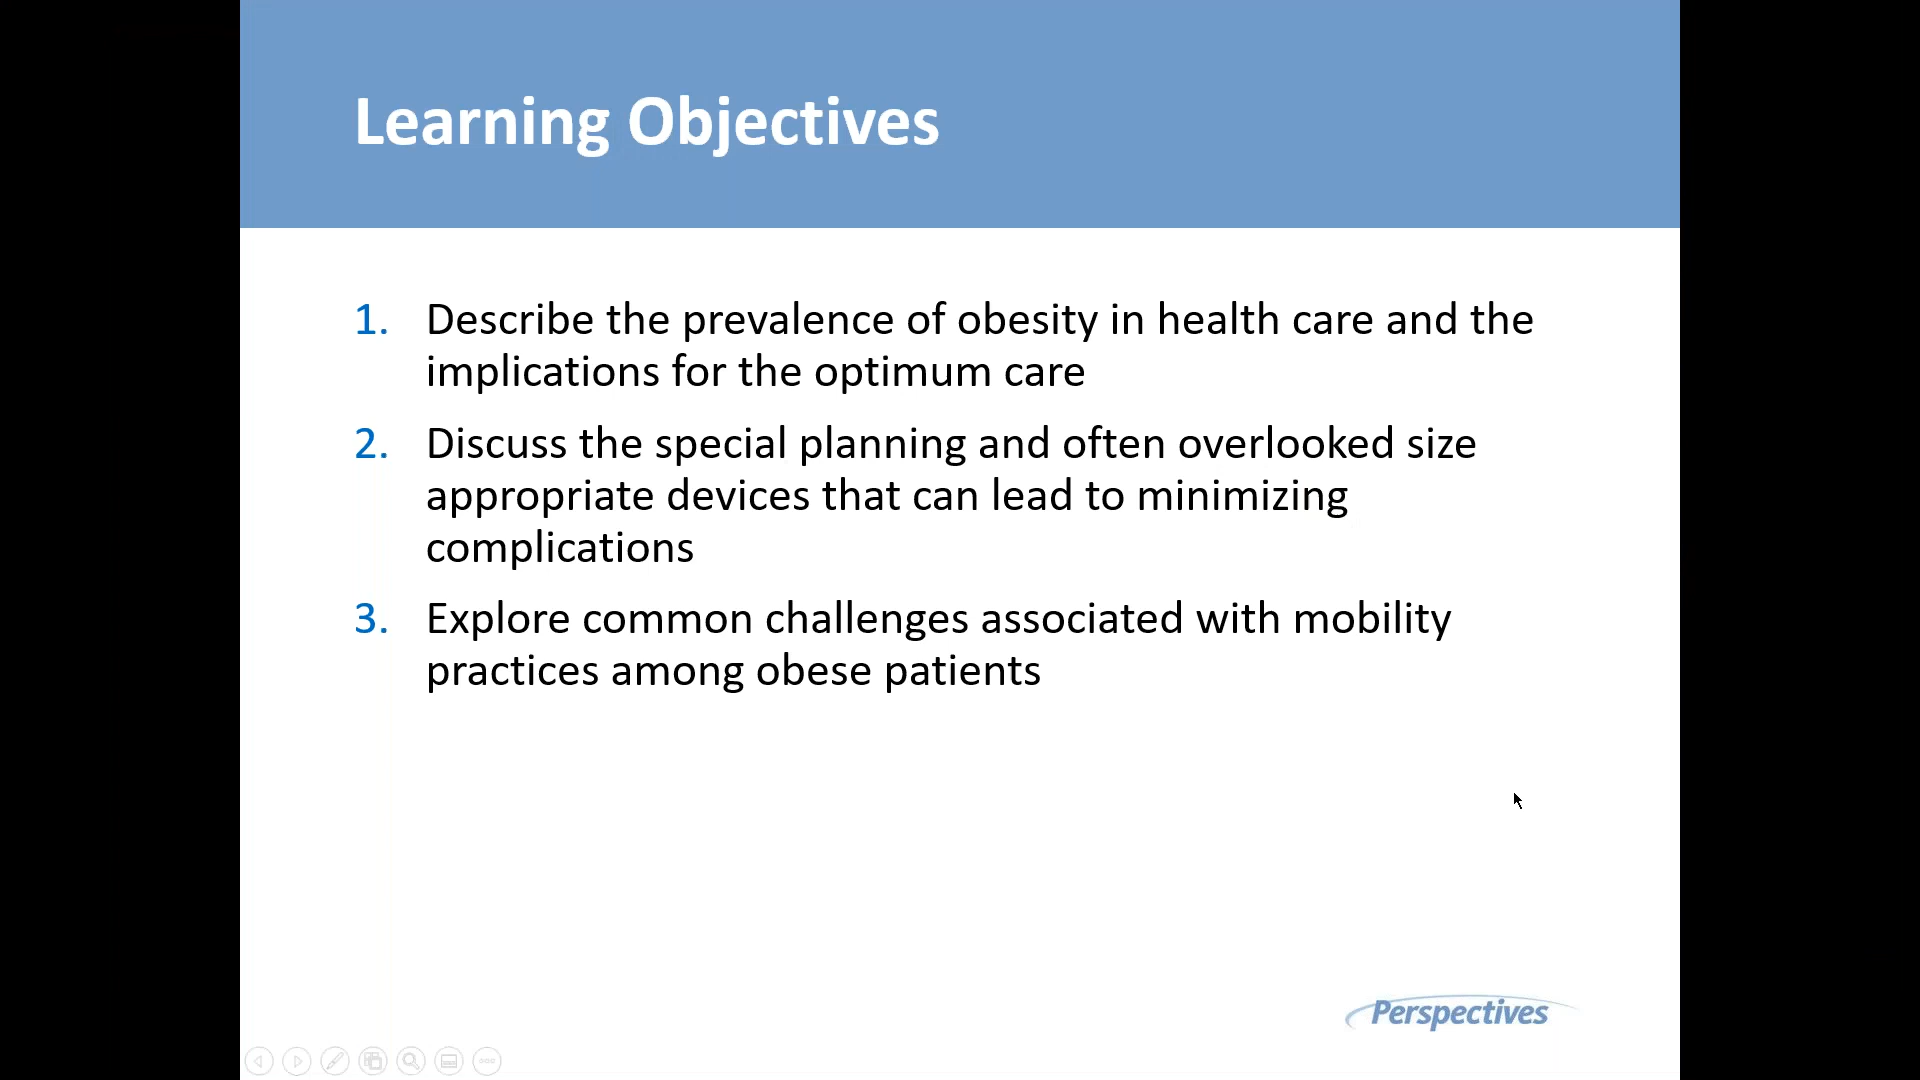 Learning Objectives
1. Describe the prevalence of obesity in health care and the
implications for the optimum care
2. Discuss the special planning and often overlooked size
appropriate devices that can lead to minimizing
complications
3. Explore common challenges associated with mobility
practices among obese patients
Perspectives